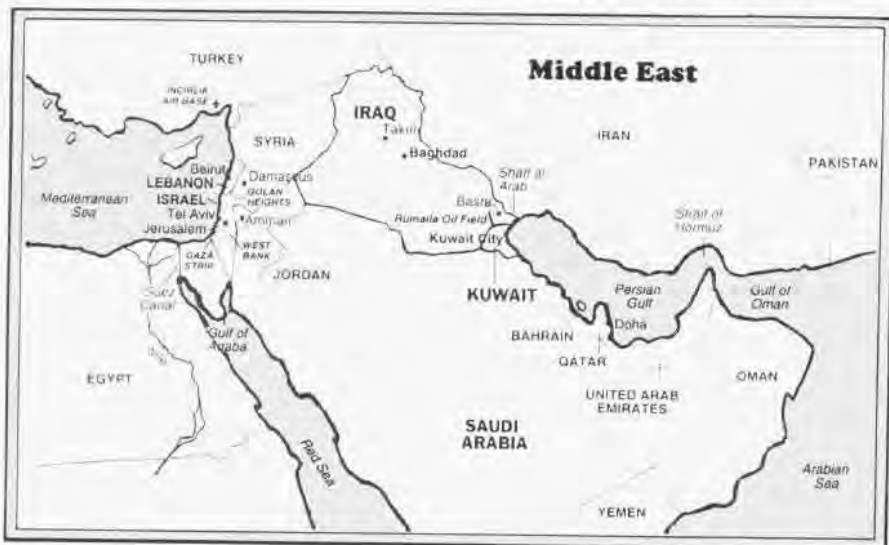 Middle East
TURKEY
INCIRLIA
AIR BASE
SYRIA
IRAQ
Takriti
Baghdad
IRAN
PAKISTAN
Mediterranean
Sea
Beirut
LEBANON
ISRAEL
Tel Aviv
Jerusalem
Damascus
GOLAN
HEIGHTS
Amman
GAZA
STRIP
WEST
BANK
JORDAN
Suez
Canal
Gulf of
Aqaba
EGYPT
Red Sea
Shatt al
Arab
Basra
Rumaila Oil Field
Kuwait City
KUWAIT
Persian
Gulf
Strait of
Hormuz
Gulf of
Oman
BAHRAIN
Doha
QATAR
UNITED ARAB
EMIRATES
OMAN
SAUDI
ARABIA
YEMEN
Arabian
Sea